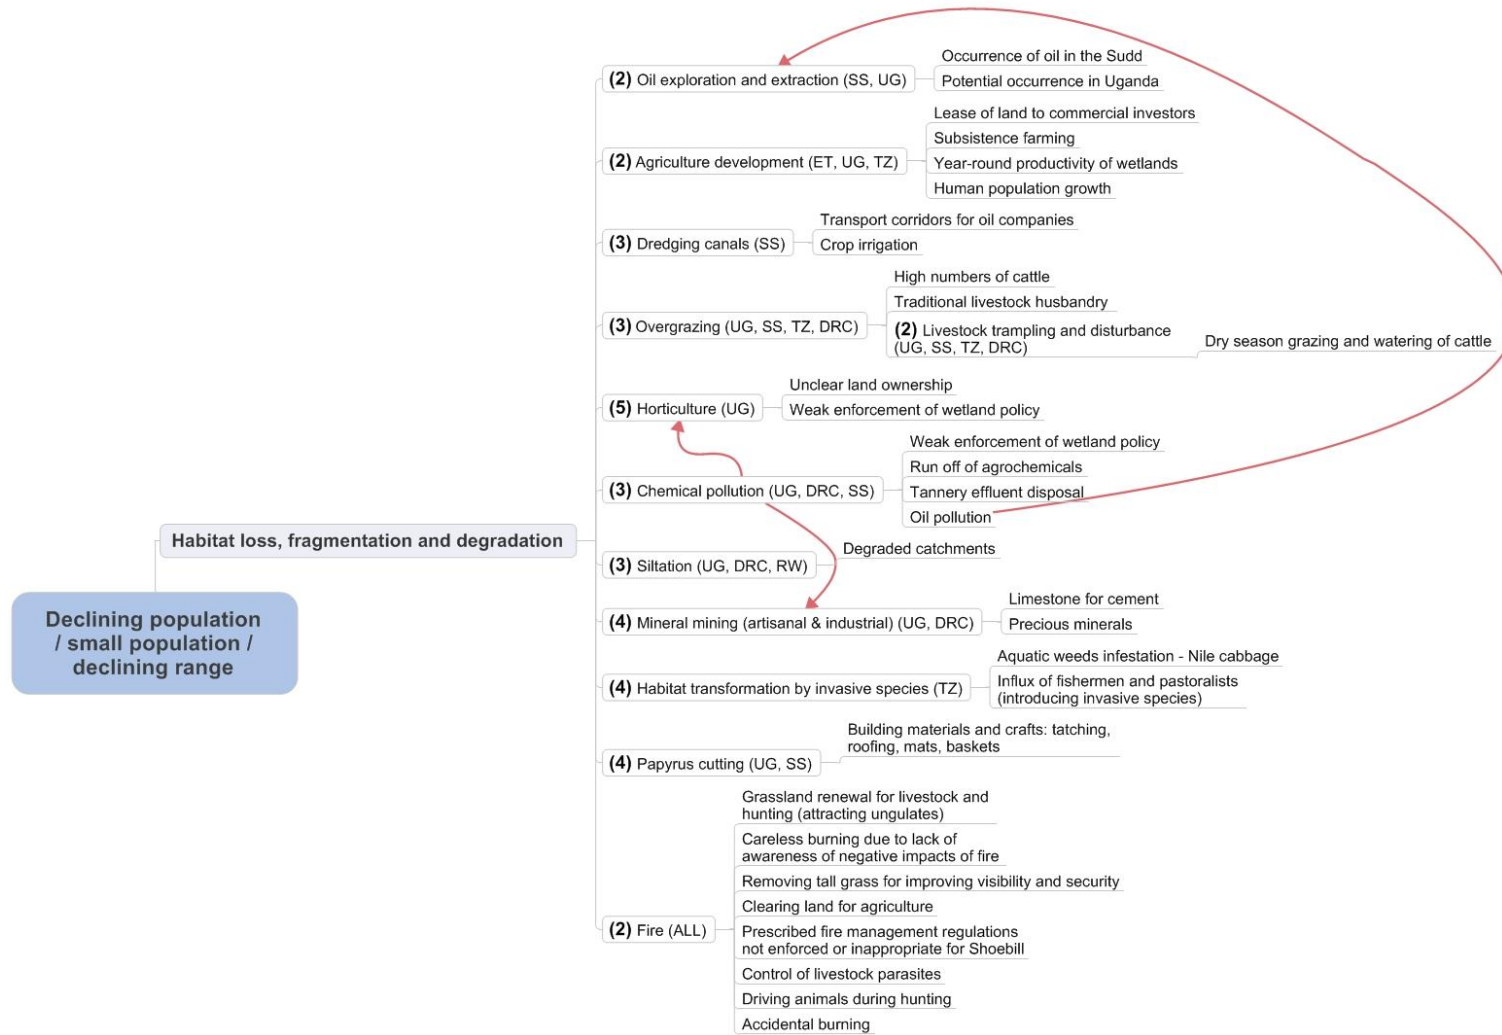 Declining population
/ small population /
declining range
Habitat loss, fragmentation and degradation
(2) Oil exploration and extraction (SS, UG)
Occurrence of oil in the Sudd
Potential occurrence in Uganda
(2) Agriculture development (ET, UG, TZ)
Lease of land to commercial investors
Subsistence farming
Year-round productivity of wetlands
Human population growth
(3) Dredging canals (SS)
Transport corridors for oil companies
Crop irrigation
(3) Overgrazing (UG, SS, TZ, DRC)
High numbers of cattle
Traditional livestock husbandry
(2) Livestock trampling and disturbance
(UG, SS, TZ, DRC)
Dry season grazing and watering of cattle
(5) Horticulture (UG)
Unclear land ownership
Weak enforcement of wetland policy
(3) Chemical pollution (UG, DRC, SS)
Weak enforcement of wetland policy
Run off of agrochemicals
Tannery effluent disposal
Oil pollution
(3) Siltation (UG, DRC, RW)
Degraded catchments
(4) Mineral mining (artisanal & industrial) (UG, DRC)
Limestone for cement
Precious minerals
(4) Habitat transformation by invasive species (TZ)
Aquatic weeds infestation - Nile cabbage
Influx of fishermen and pastoralists
(introducing invasive species)
(4) Papyrus cutting (UG, SS)
Building materials and crafts: tatching,
roofing, mats, baskets
(2) Fire (ALL)
Grassland renewal for livestock and
hunting (attracting ungulates)
Careless burning due to lack of
awareness of negative impacts of fire
Removing tall grass for improving visibility and security
Clearing land for agriculture
Prescribed fire management regulations
not enforced or inappropriate for Shoebill
Control of livestock parasites
Driving animals during hunting
Accidental burning